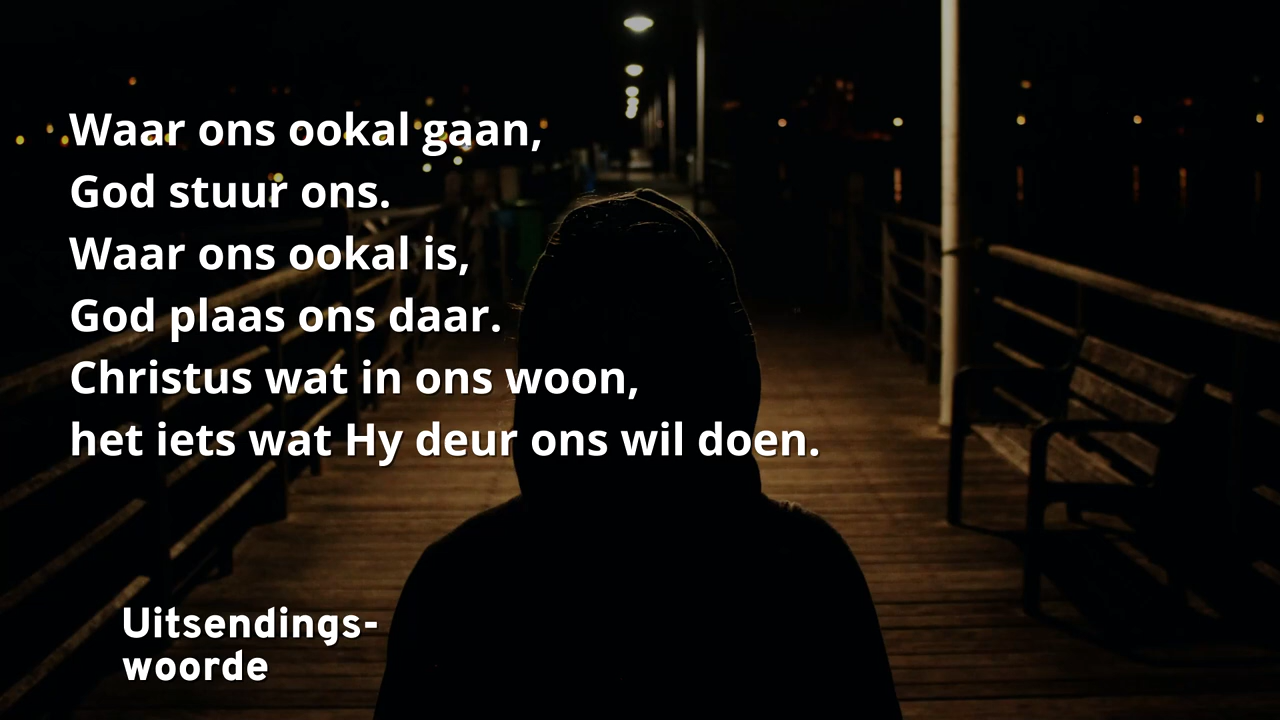 Waar ons ookal gaan,
God stuur ons.
Waar ons ookal is,
God plaas ons daar.
Christus wat in ons woon,
het iets wat Hy deur ons wil doen.
Uitsendings-
woorde